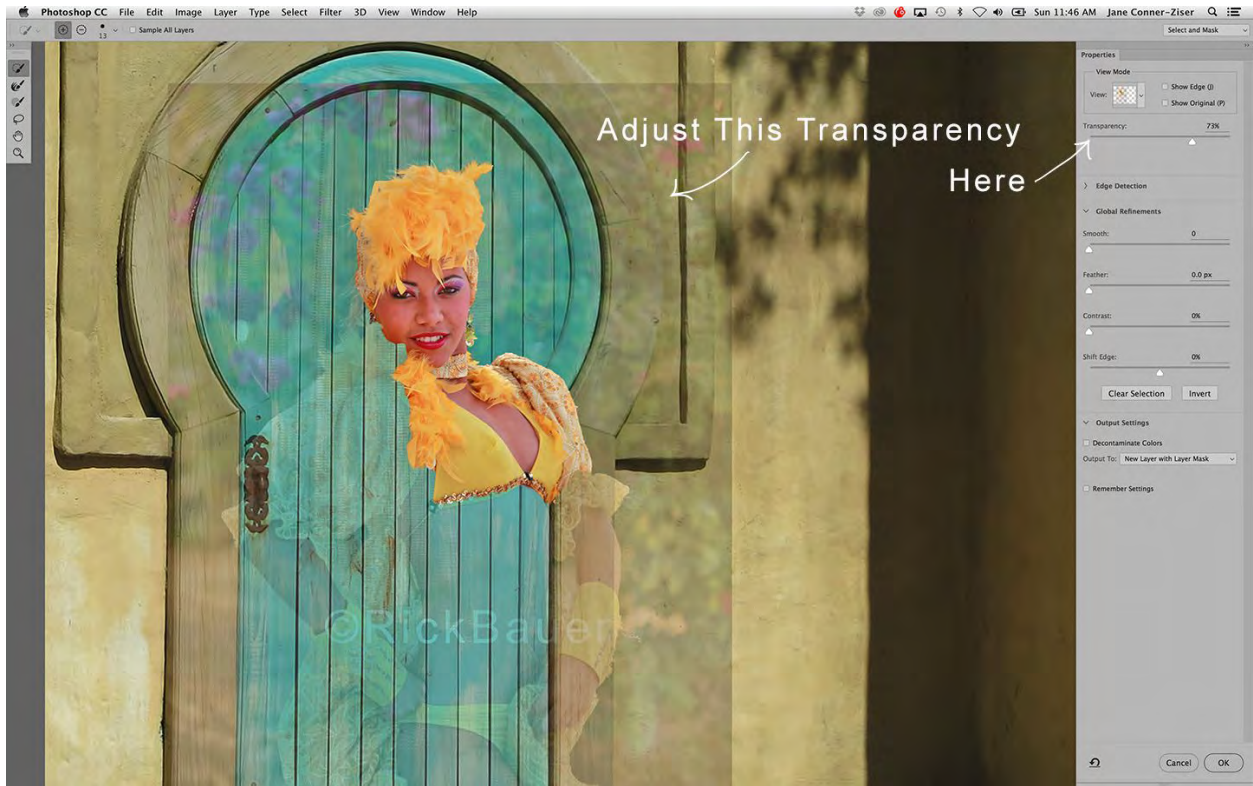 Photoshop CC File Edit Image Layer Type Select Filter 3D View Window Help Sun 11:46 AM Jane Conner-Ziser
13 Sample All Layers Select and Mask
Properties
View Mode
View: Show Edge (J)
Show Original (P)
Transparency: 73%
Adjust This Transparency
Here
Edge Detection
Global Refinements
Smooth: 0
Feather: 0.0 px
Contrast: 0%
Shift Edge: 0%
Clear Selection Invert
Output Settings
Decontaminate Colors
Output To: New Layer with Layer Mask
Remember Settings
©RickBauer
Cancel OK